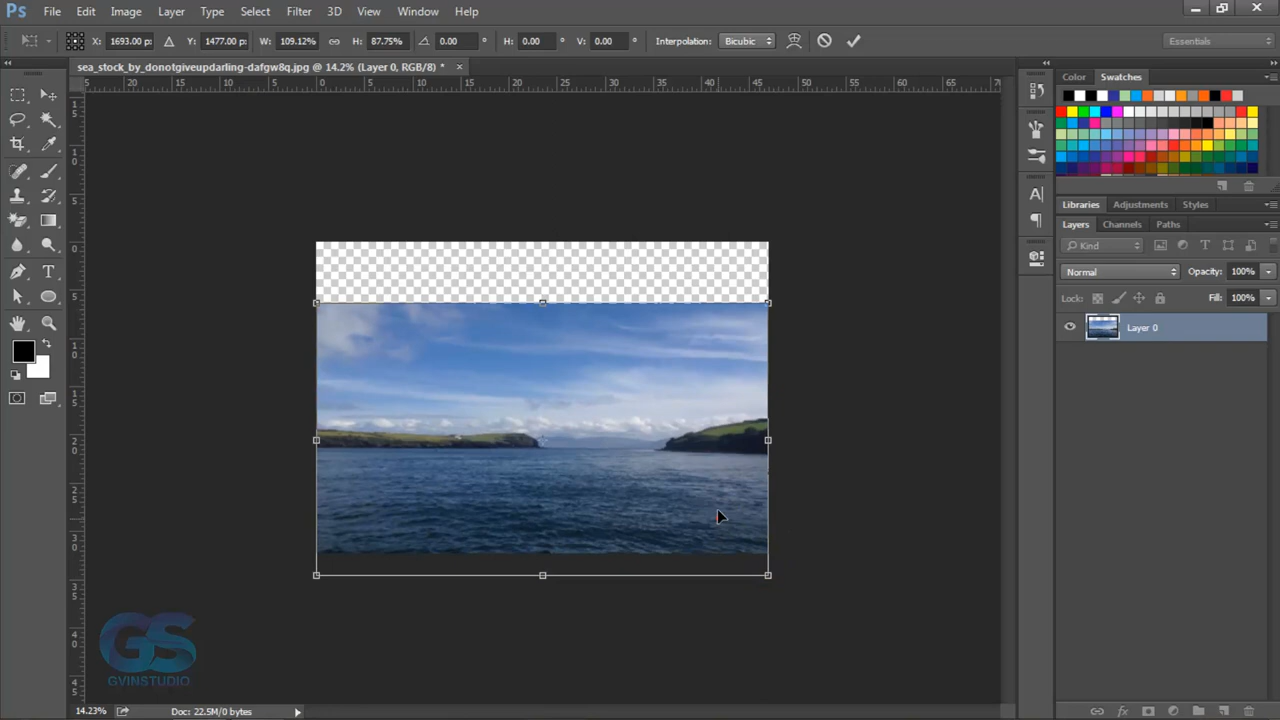 Ps File Edit Image Layer Type Select Filter 3D View Window Help
X: 1693.00 p: Y: 1477.00 p: W: 109.12% H: 87.75% 0.00 ° H: 0.00 ° V: 0.00 ° Interpolation: Bicubic Essentials
sea_stock_by_donotgiveupdarling-dafgw8q.jpg @ 14.2% (Layer 0, RGB/8) * ×
Color Swatches
Libraries Adjustments Styles
Layers Channels Paths
Kind
Normal Opacity: 100%
Lock: Fill: 100%
Layer 0
GS
GVINSTUDIO
14.23% Doc: 22.5M/0 bytes